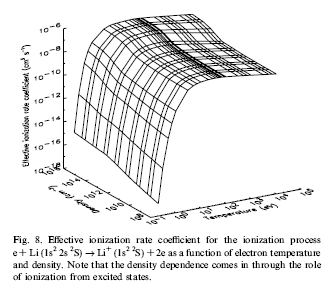 Effective ionization rate coefficient (cm³ s⁻¹)
10⁻⁶
10⁻⁸
10⁻¹⁰
10⁻¹²
10⁻¹⁴
10⁻¹⁶
Temperature
Fig. 8. Effective ionization rate coefficient for the ionization process
e + Li (1s² 2s ²S) → Li⁺ (1s² ²S) + 2e as a function of electron temperature
and density. Note that the density dependence comes in through the role
of ionization from excited states.